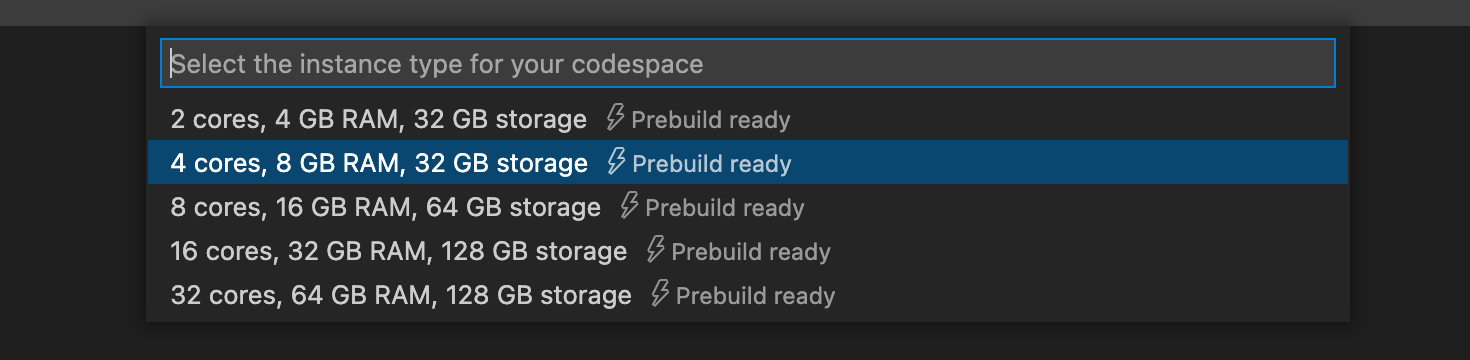 Select the instance type for your codespace
2 cores, 4 GB RAM, 32 GB storage Prebuild ready
4 cores, 8 GB RAM, 32 GB storage Prebuild ready
8 cores, 16 GB RAM, 64 GB storage Prebuild ready
16 cores, 32 GB RAM, 128 GB storage Prebuild ready
32 cores, 64 GB RAM, 128 GB storage Prebuild ready